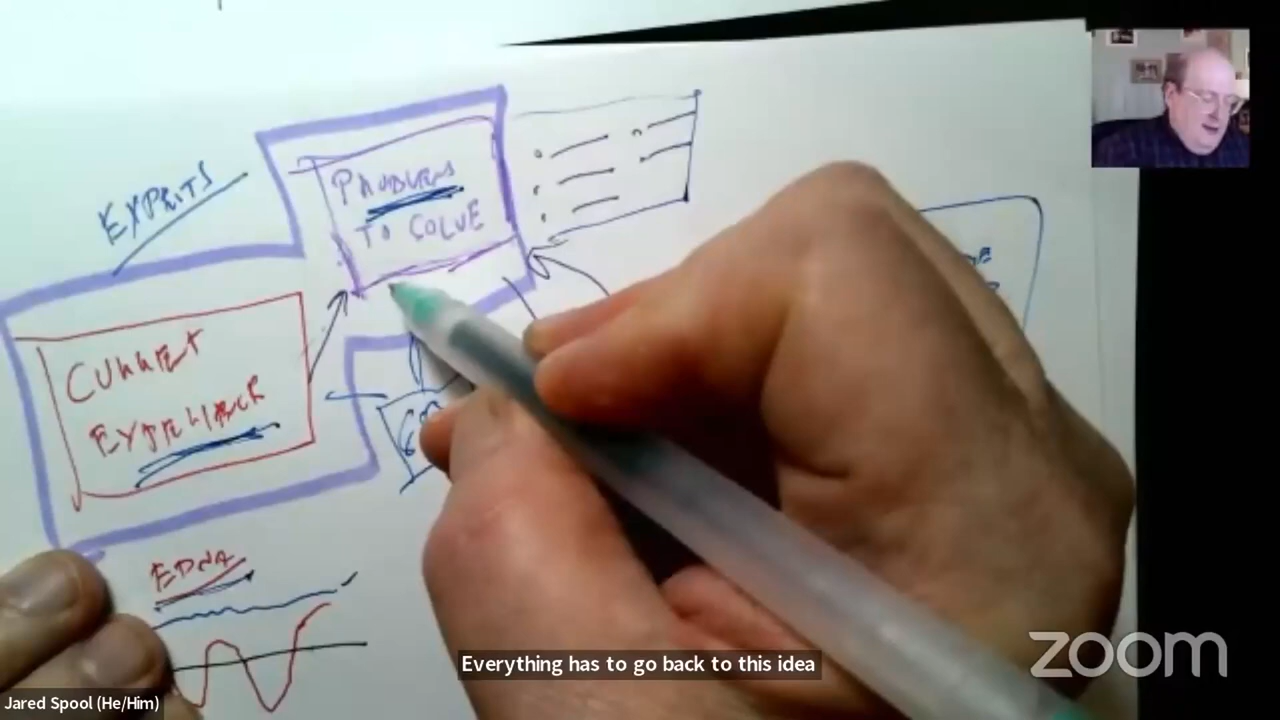 EXPERTS
PROBLEMS
TO SOLVE
CURRENT
EXPERIENCE
EDNA
Everything has to go back to this idea
Jared Spool (He/Him)
zoom